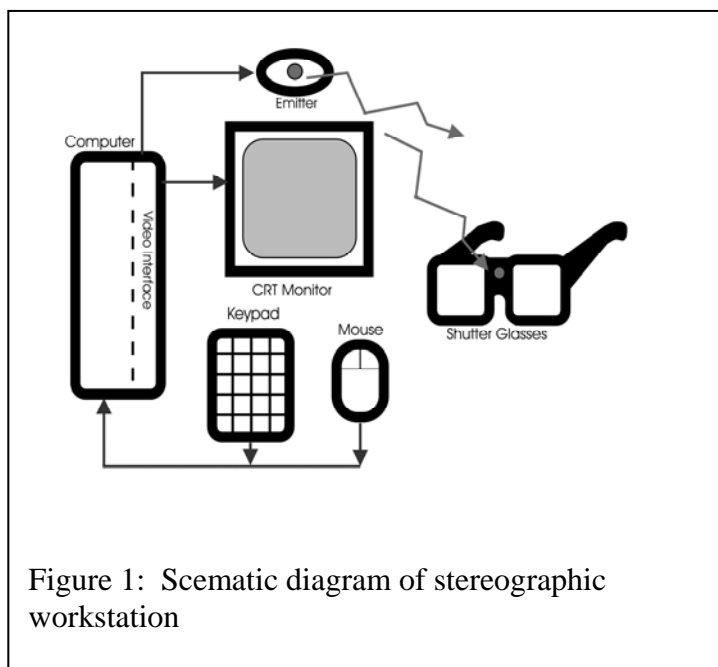 Emitter
Computer
Video interface
CRT Monitor
Keypad
Mouse
Shutter Glasses
Figure 1:  Scematic diagram of stereographic
workstation